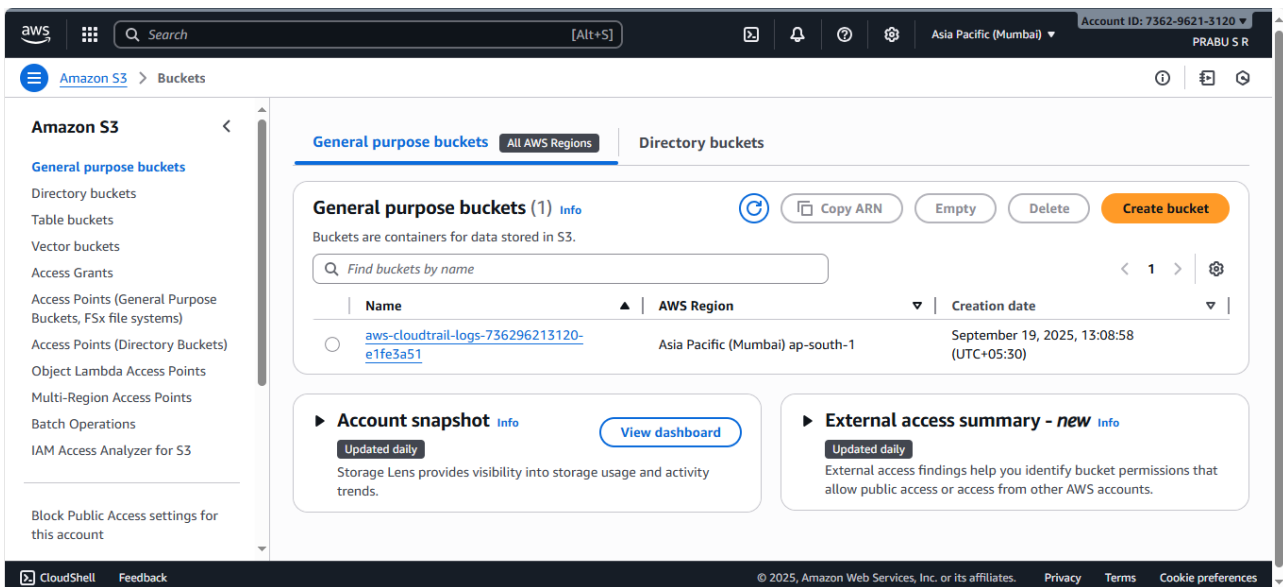 aws
Search [Alt+S]
Asia Pacific (Mumbai) ▼
Account ID: 7362-9621-3120 ▼
PRABU S R
Amazon S3 > Buckets
Amazon S3
General purpose buckets
Directory buckets
Table buckets
Vector buckets
Access Grants
Access Points (General Purpose
Buckets, FSx file systems)
Access Points (Directory Buckets)
Object Lambda Access Points
Multi-Region Access Points
Batch Operations
IAM Access Analyzer for S3
Block Public Access settings for
this account
General purpose buckets All AWS Regions Directory buckets
General purpose buckets (1) Info
Copy ARN Empty Delete Create bucket
Buckets are containers for data stored in S3.
Find buckets by name
1
Name AWS Region Creation date
aws-cloudtrail-logs-736296213120-
e1fe3a51
Asia Pacific (Mumbai) ap-south-1
September 19, 2025, 13:08:58
(UTC+05:30)
Account snapshot Info
View dashboard
Updated daily
Storage Lens provides visibility into storage usage and activity
trends.
External access summary - new Info
Updated daily
External access findings help you identify bucket permissions that
allow public access or access from other AWS accounts.
CloudShell Feedback © 2025, Amazon Web Services, Inc. or its affiliates. Privacy Terms Cookie preferences